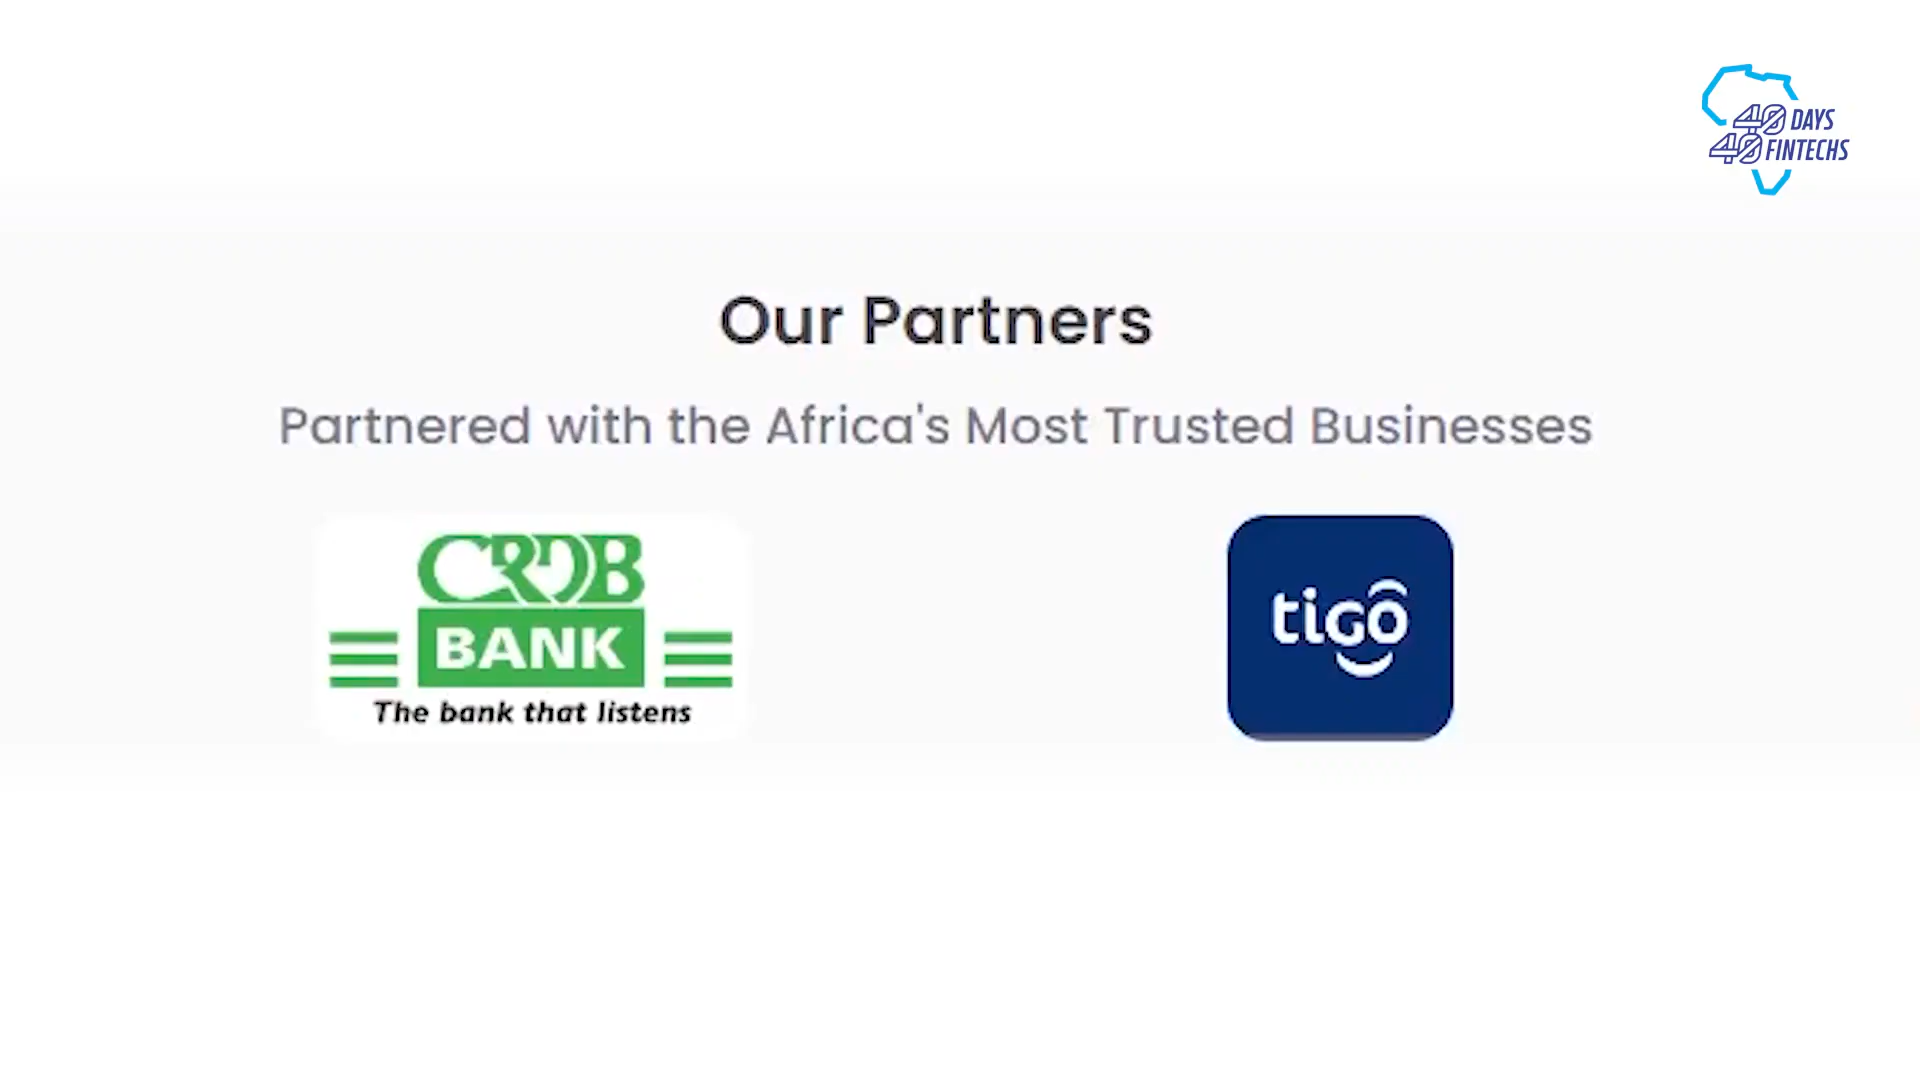 40 DAYS
40 FINTECHS
Our Partners
Partnered with the Africa's Most Trusted Businesses
CRDB
BANK
The bank that listens
tigo